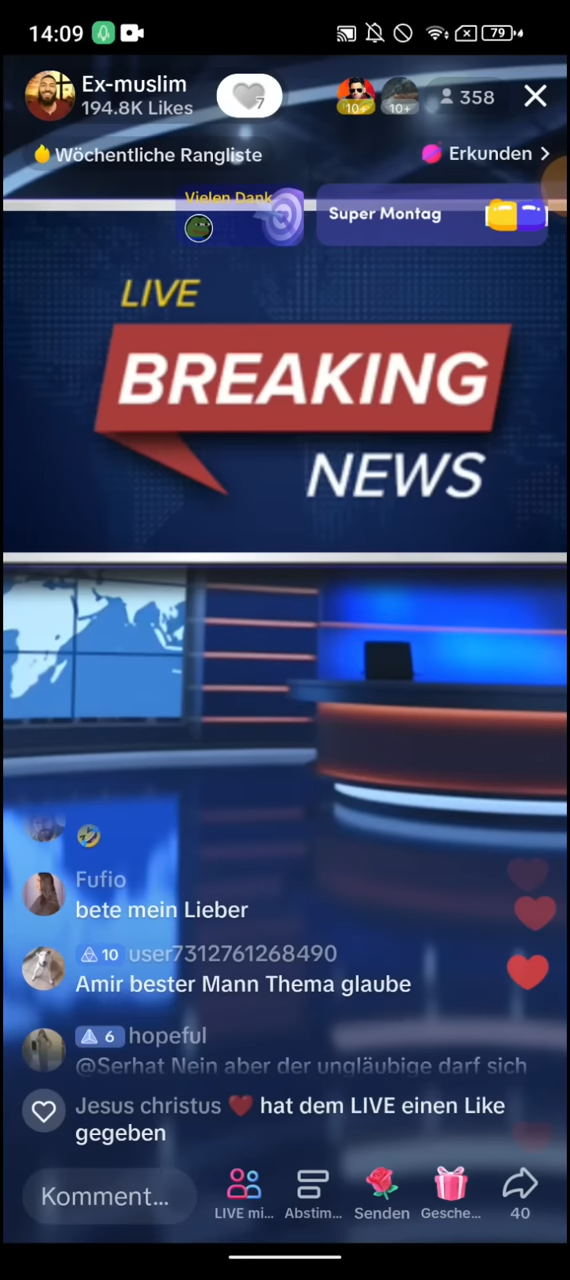 14:09
79
Ex-muslim
194.8K Likes
7
10+
10+
358
Wöchentliche Rangliste
Erkunden
Vielen Dank
Super Montag
LIVE
BREAKING
NEWS
Fufio
bete mein Lieber
10 user7312761268490
Amir bester Mann Thema glaube
6 hopeful
@Serhat Nein aber der ungläubige darf sich
Jesus christus ❤️ hat dem LIVE einen Like
gegeben
Komment...
LIVE mi...
Abstim...
Senden
Gesche...
40